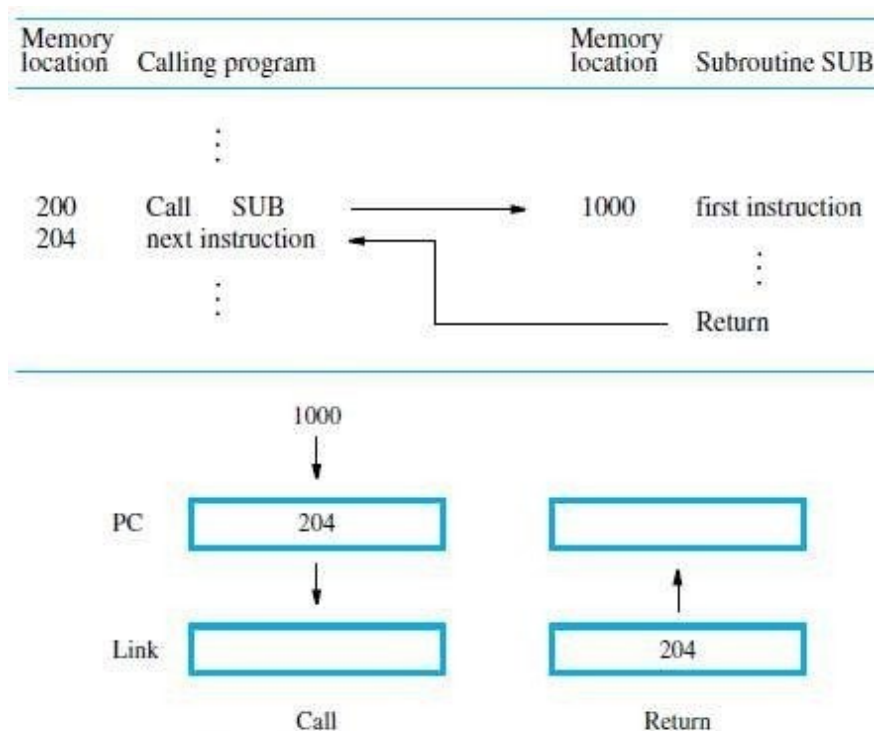 Memory location Calling program Memory location Subroutine SUB
200 Call SUB 1000 first instruction
204 next instruction
Return
1000
PC 204
Link 204
Call Return